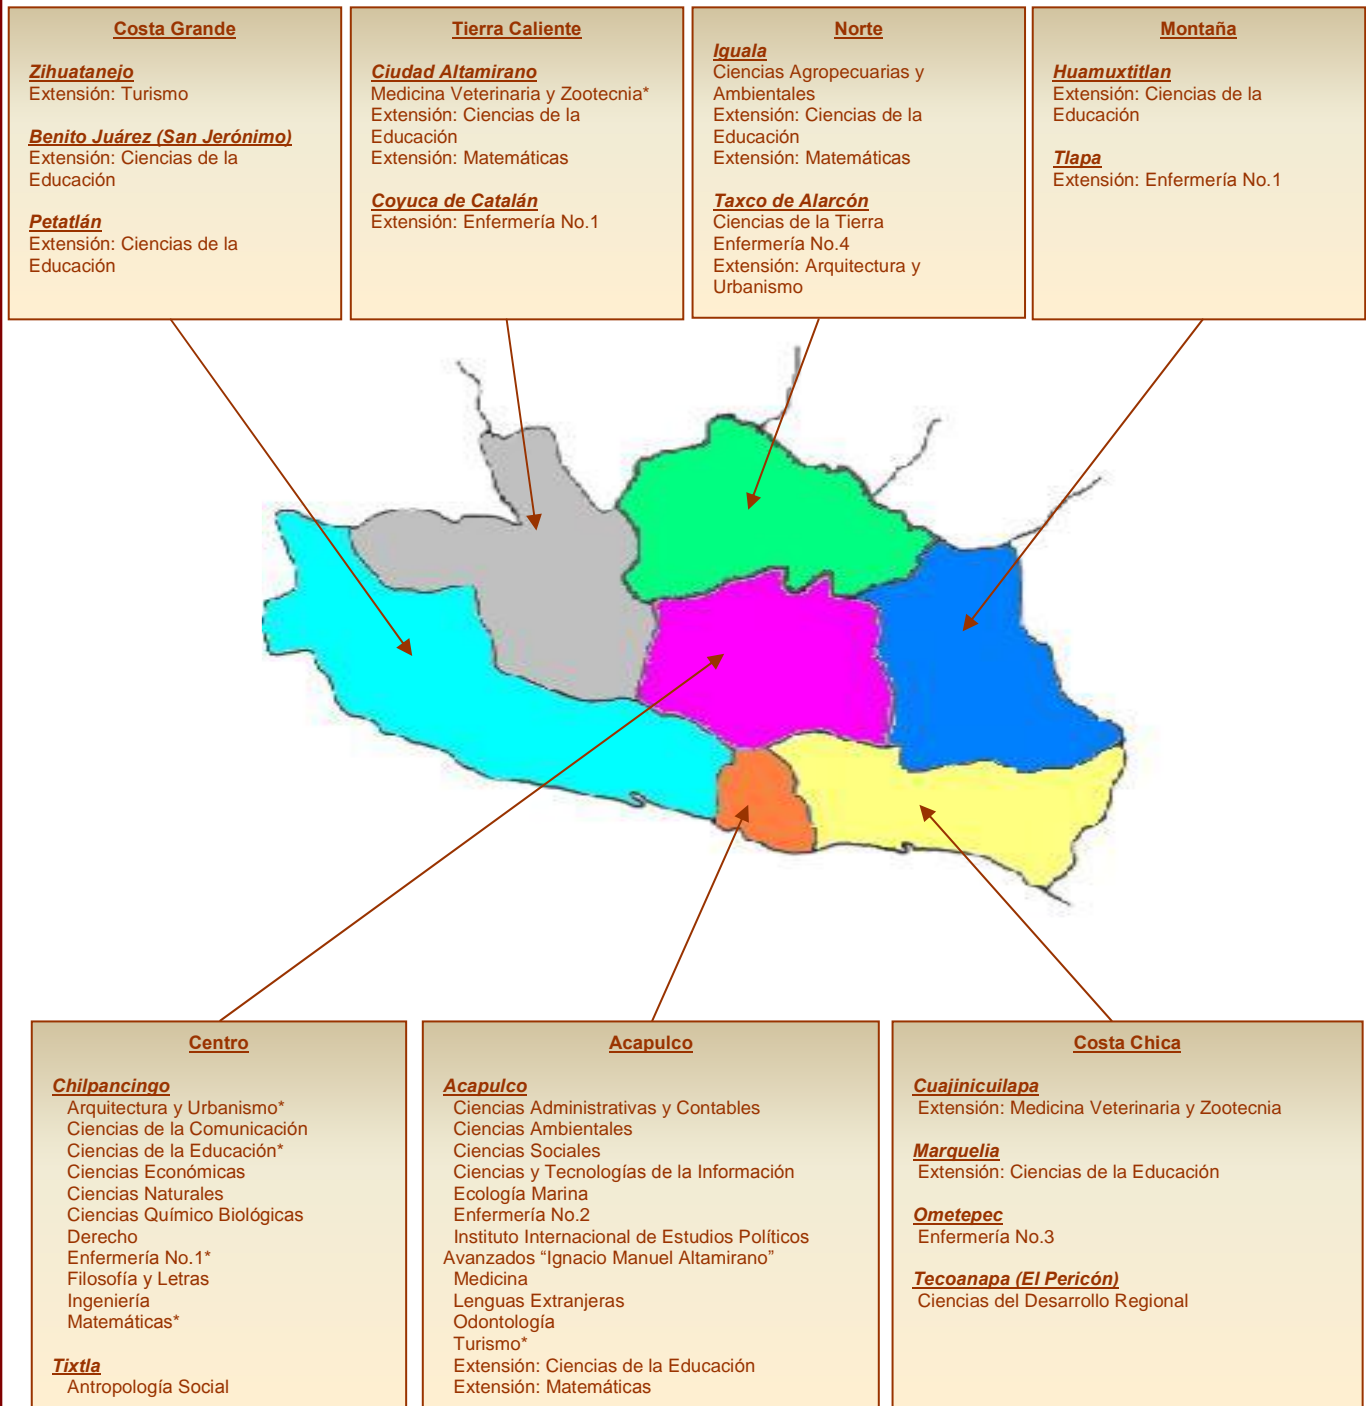 Costa Grande
Zihuatanejo
Extensión: Turismo
Benito Juárez (San Jerónimo)
Extensión: Ciencias de la
Educación
Petatlán
Extensión: Ciencias de la
Educación
Tierra Caliente
Ciudad Altamirano
Medicina Veterinaria y Zootecnia*
Extensión: Ciencias de la
Educación
Extensión: Matemáticas
Coyuca de Catalán
Extensión: Enfermería No.1
Norte
Iguala
Ciencias Agropecuarias y
Ambientales
Extensión: Ciencias de la
Educación
Extensión: Matemáticas
Taxco de Alarcón
Ciencias de la Tierra
Enfermería No.4
Extensión: Arquitectura y
Urbanismo
Montaña
Huamuxtitlan
Extensión: Ciencias de la
Educación
Tlapa
Extensión: Enfermería No.1
Centro
Chilpancingo
Arquitectura y Urbanismo*
Ciencias de la Comunicación
Ciencias de la Educación*
Ciencias Económicas
Ciencias Naturales
Ciencias Químico Biológicas
Derecho
Enfermería No.1*
Filosofía y Letras
Ingeniería
Matemáticas*
Tixtla
Antropología Social
Acapulco
Acapulco
Ciencias Administrativas y Contables
Ciencias Ambientales
Ciencias Sociales
Ciencias y Tecnologías de la Información
Ecología Marina
Enfermería No.2
Instituto Internacional de Estudios Políticos
Avanzados “Ignacio Manuel Altamirano”
Medicina
Lenguas Extranjeras
Odontología
Turismo*
Extensión: Ciencias de la Educación
Extensión: Matemáticas
Costa Chica
Cuajinicuilapa
Extensión: Medicina Veterinaria y Zootecnia
Marquelia
Extensión: Ciencias de la Educación
Ometepec
Enfermería No.3
Tecoanapa (El Pericón)
Ciencias del Desarrollo Regional